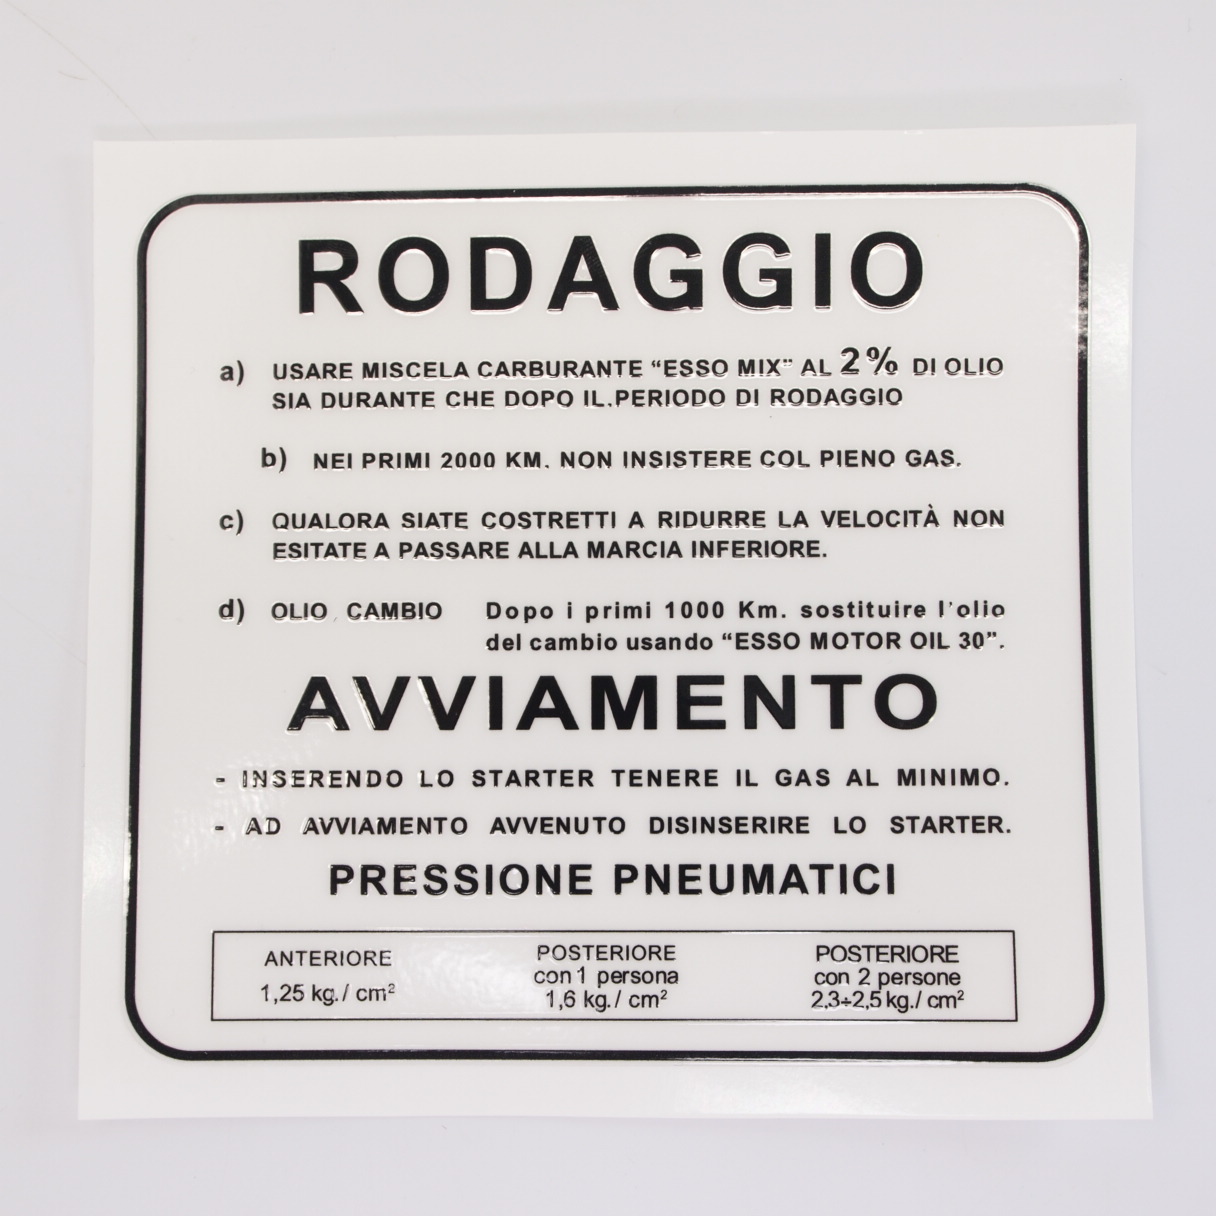 RODAGGIO
a) USARE MISCELA CARBURANTE “ESSO MIX” AL 2% DI OLIO
SIA DURANTE CHE DOPO IL.PERIODO DI RODAGGIO
b) NEI PRIMI 2000 KM. NON INSISTERE COL PIENO GAS.
c) QUALORA SIATE COSTRETTI A RIDURRE LA VELOCITÀ NON
ESITATE A PASSARE ALLA MARCIA INFERIORE.
d) OLIO CAMBIO Dopo i primi 1000 Km. sostituire l'olio
del cambio usando “ESSO MOTOR OIL 30”.
AVVIAMENTO
- INSERENDO LO STARTER TENERE IL GAS AL MINIMO.
- AD AVVIAMENTO AVVENUTO DISINSERIRE LO STARTER.
PRESSIONE PNEUMATICI
ANTERIORE
1,25 kg./ cm²
POSTERIORE
con 1 persona
1,6 kg./ cm²
POSTERIORE
con 2 persone
2,3÷2,5 kg./ cm²